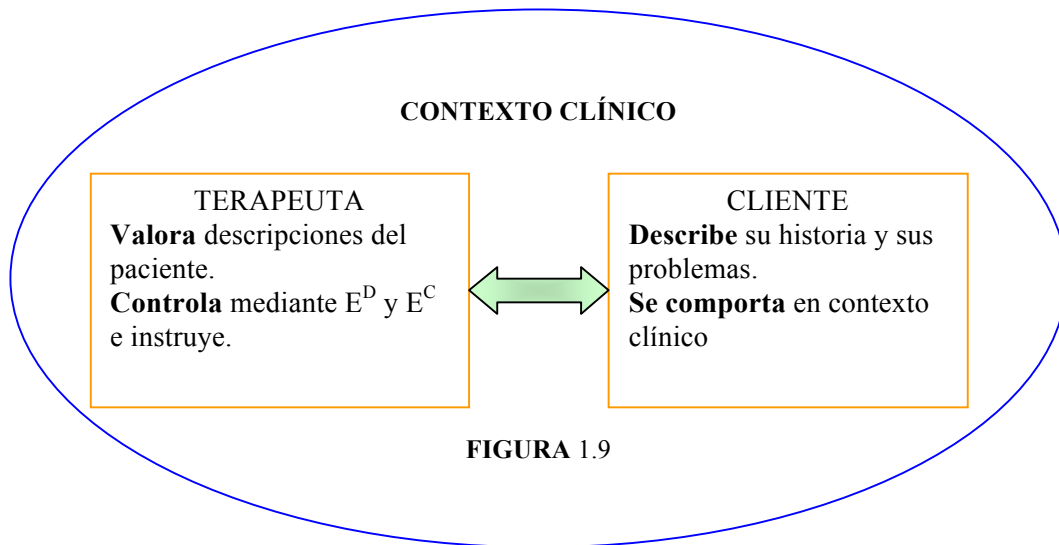 CONTEXTO CLÍNICO
TERAPEUTA
Valora descripciones del
paciente.
Controla mediante E^D y E^C
e instruye.
CLIENTE
Describe su historia y sus
problemas.
Se comporta en contexto
clínico
FIGURA 1.9